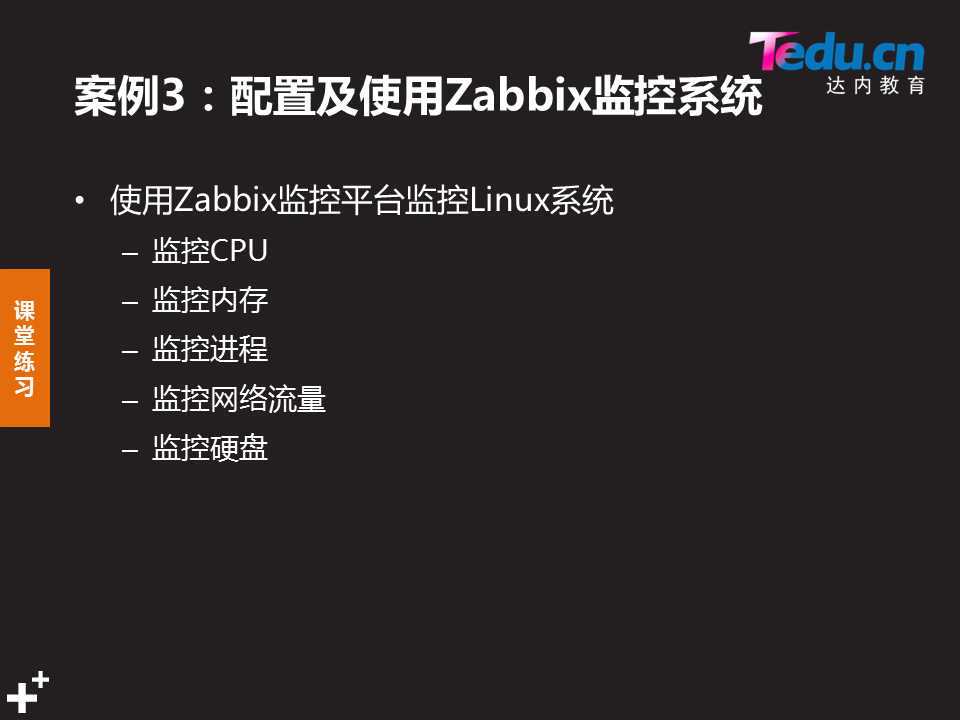 Tedu.cn
达内教育
案例3：配置及使用Zabbix监控系统
• 使用Zabbix监控平台监控Linux系统
– 监控CPU
– 监控内存
– 监控进程
– 监控网络流量
– 监控硬盘
课堂练习